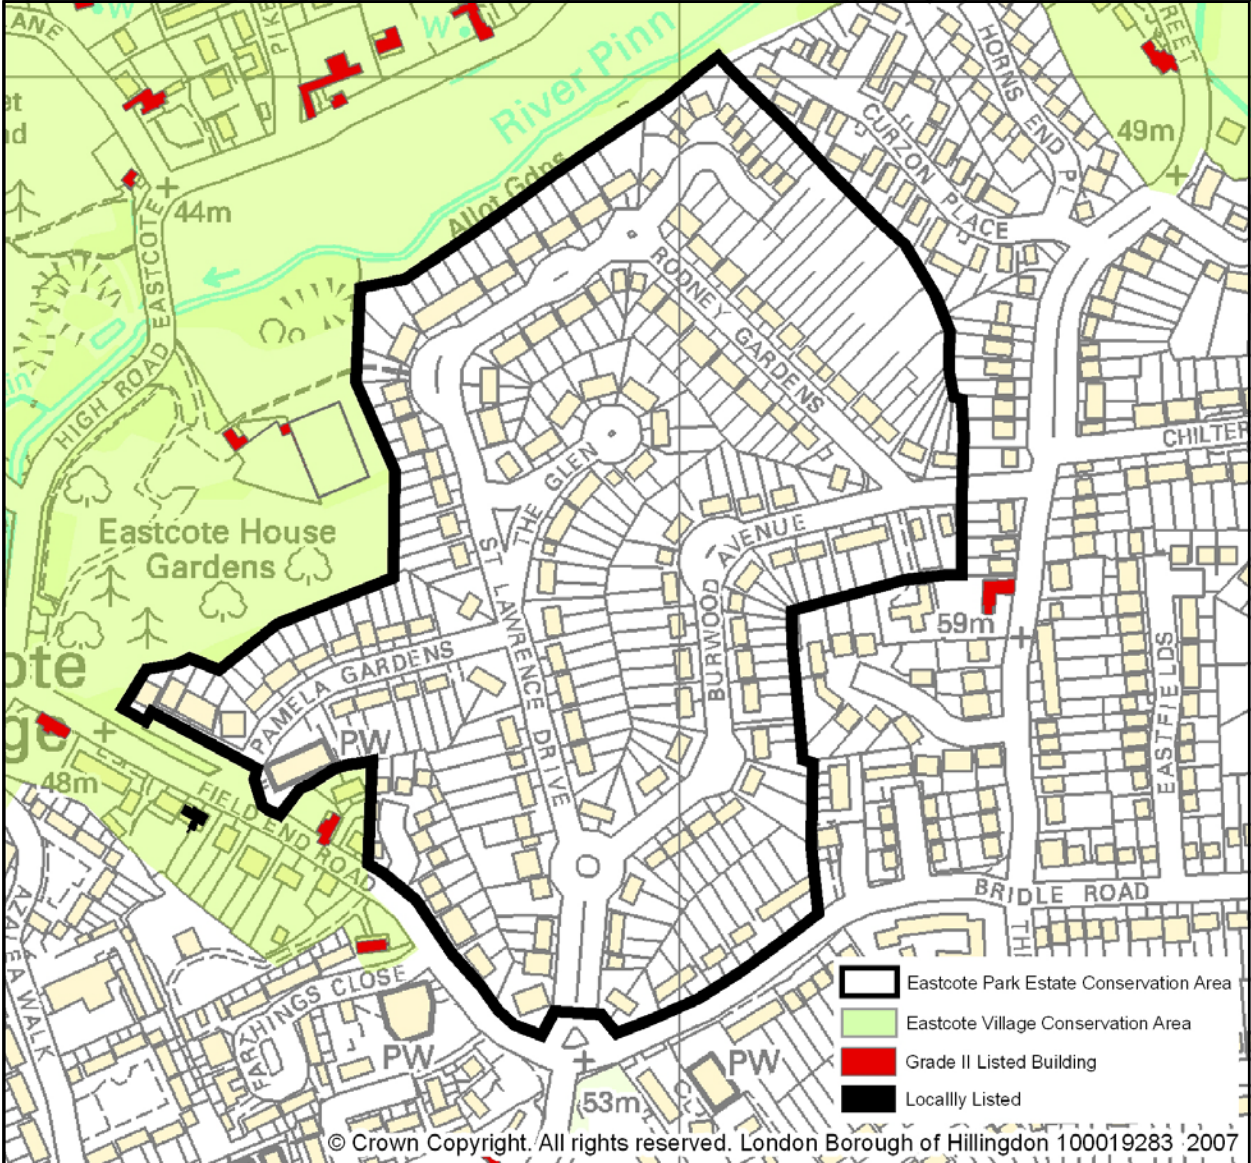 LANE
PIKE
W
W
STREET
River Pinn
HORNS END PL
CURZON PLACE
49m
44m
Allot Gdns
HIGH ROAD EASTCOTE
RODNEY GARDENS
CHILTER
THE GLEN
Eastcote House
Gardens
ST LAWRENCE DRIVE
BURWOOD AVENUE
59m
PAMELA GARDENS
EASTFIELDS
PW
48m
FIELD END ROAD
BRIDLE ROAD
FARTHINGS CLOSE
PW
PW
53m
Eastcote Park Estate Conservation Area
Eastcote Village Conservation Area
Grade II Listed Building
Locallly Listed
© Crown Copyright. All rights reserved. London Borough of Hillingdon 100019283 2007